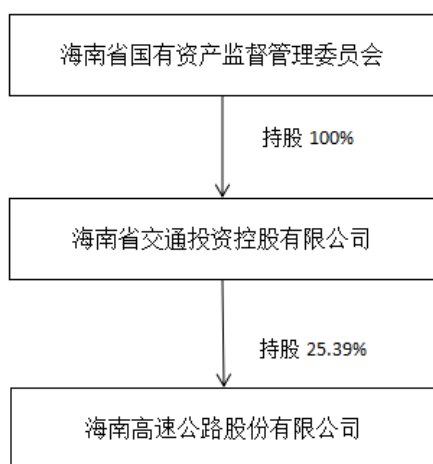 海南省国有资产监督管理委员会
持股 100%
海南省交通投资控股有限公司
持股 25.39%
海南高速公路股份有限公司